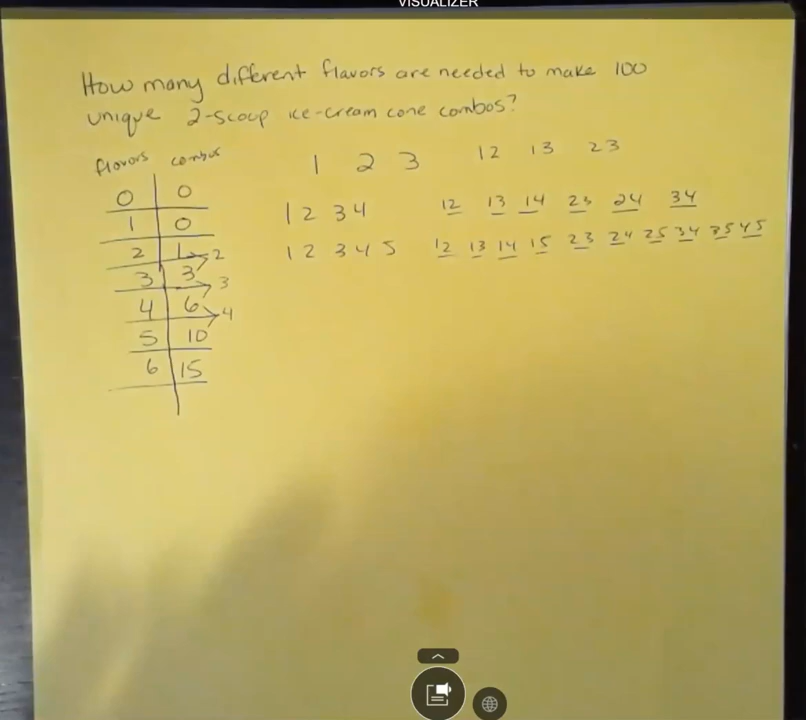 VISUALIZER
How many different flavors are needed to make 100
unique 2-scoup ice-cream cone combos?
flavors combos
0 0
1 0
2 1 2
3 3 3
4 6 4
5 10
6 15
1 2 3 12 13 23
1 2 3 4 12 13 14 23 24 34
1 2 3 4 5 12 13 14 15 23 24 25 34 35 45